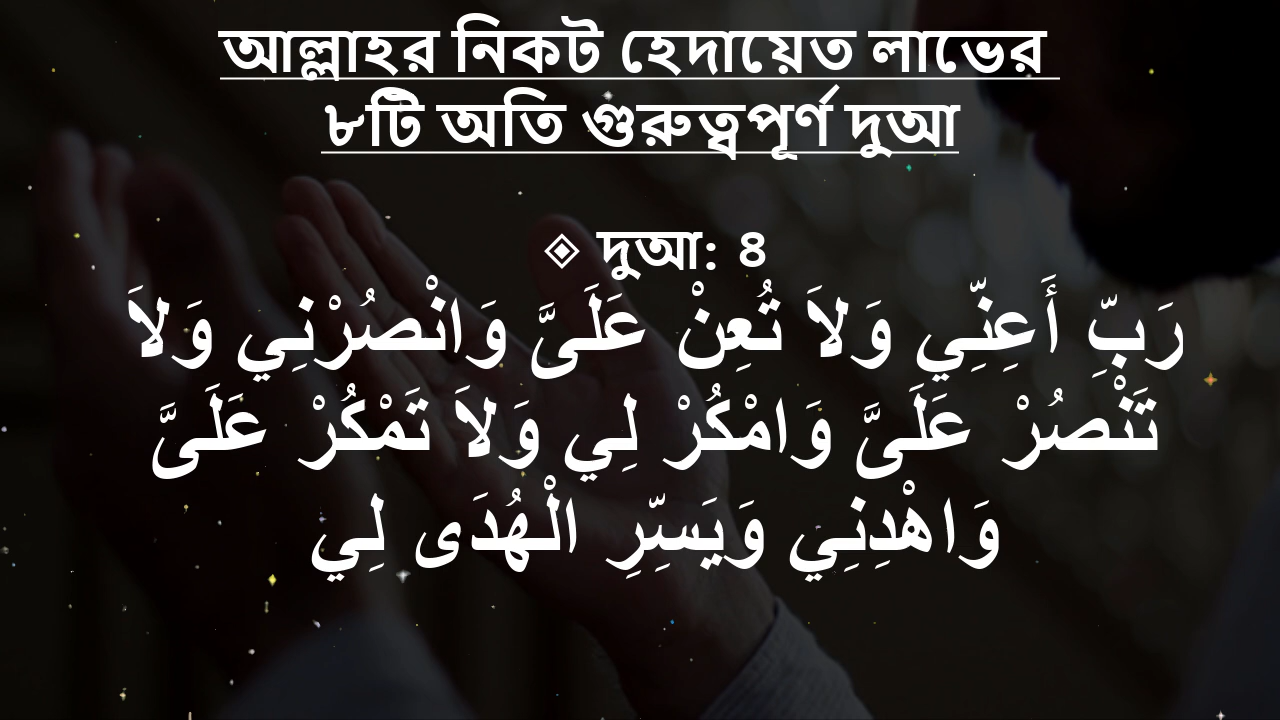 আল্লাহর নিকট হেদায়েত লাভের
৮টি অতি গুরুত্বপূর্ণ দুআ
◈ দুআ: ৪
رَبِّ أَعِنِّي وَلاَ تُعِنْ عَلَىَّ وَانْصُرْنِي وَلاَ
تَنْصُرْ عَلَىَّ وَامْكُرْ لِي وَلاَ تَمْكُرْ عَلَىَّ
وَاهْدِنِي وَيَسِّرِ الْهُدَى لِي